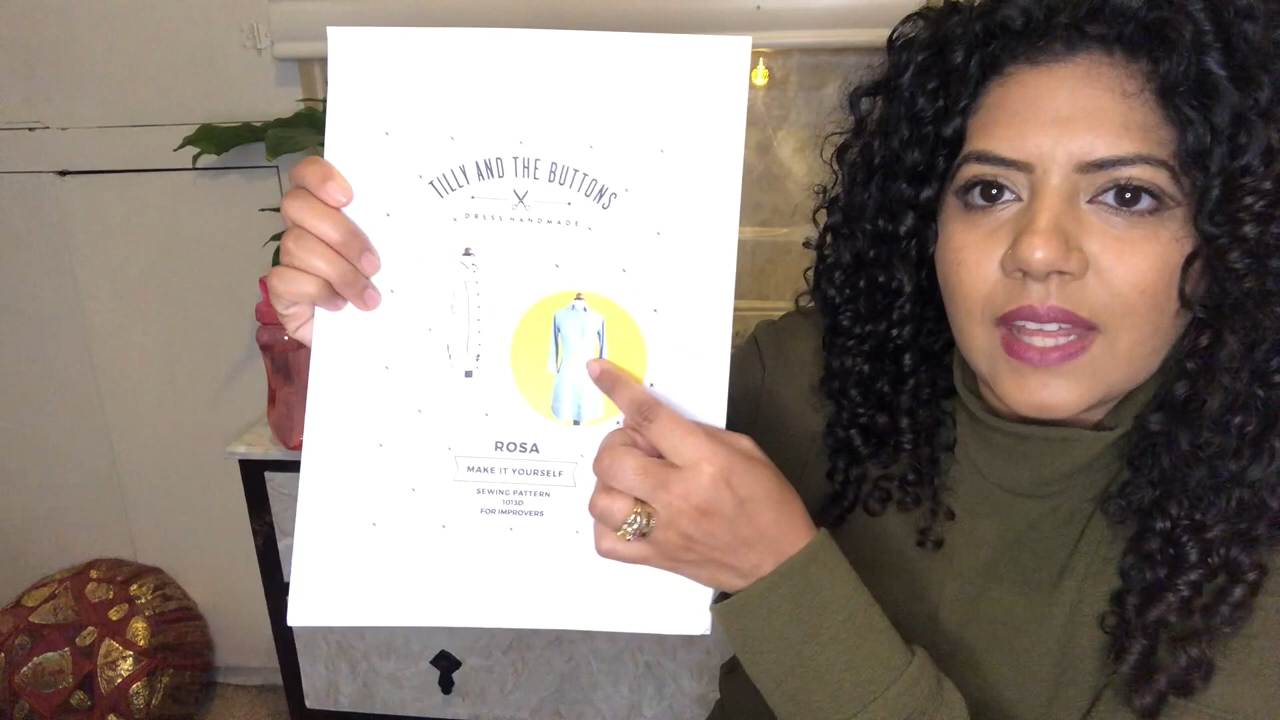 TILLY AND THE BUTTONS
DRESS HANDMADE
ROSA
MAKE IT YOURSELF
SEWING PATTERN
1013D
FOR IMPROVERS